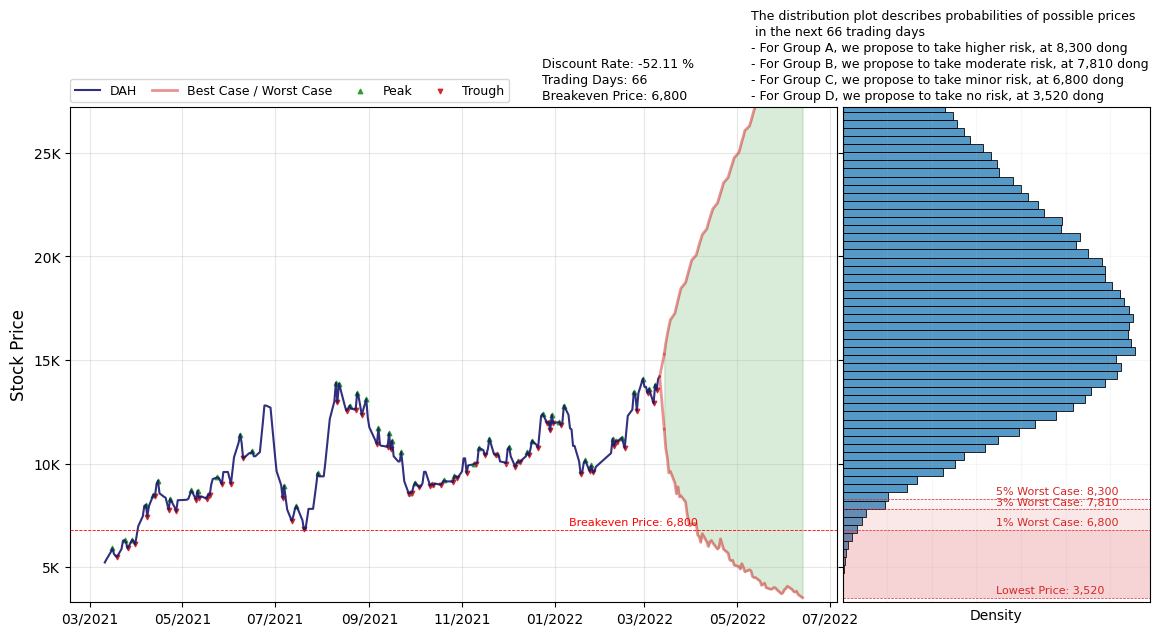 The distribution plot describes probabilities of possible prices
in the next 66 trading days
- For Group A, we propose to take higher risk, at 8,300 dong
- For Group B, we propose to take moderate risk, at 7,810 dong
- For Group C, we propose to take minor risk, at 6,800 dong
- For Group D, we propose to take no risk, at 3,520 dong
Discount Rate: -52.11 %
Trading Days: 66
Breakeven Price: 6,800
DAH
Best Case / Worst Case
Peak
Trough
Stock Price
25K
20K
15K
10K
5K
Breakeven Price: 6,800
03/2021
05/2021
07/2021
09/2021
11/2021
01/2022
03/2022
05/2022
07/2022
5% Worst Case: 8,300
3% Worst Case: 7,810
1% Worst Case: 6,800
Lowest Price: 3,520
Density